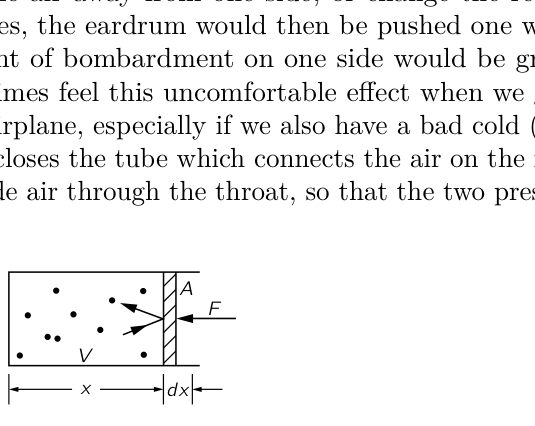 es, the eardrum would then be pushed one w
nt of bombardment on one side would be gr
imes feel this uncomfortable effect when we
irplane, especially if we also have a bad cold (
closes the tube which connects the air on the
de air through the throat, so that the two pres
A
F
V
x
dx